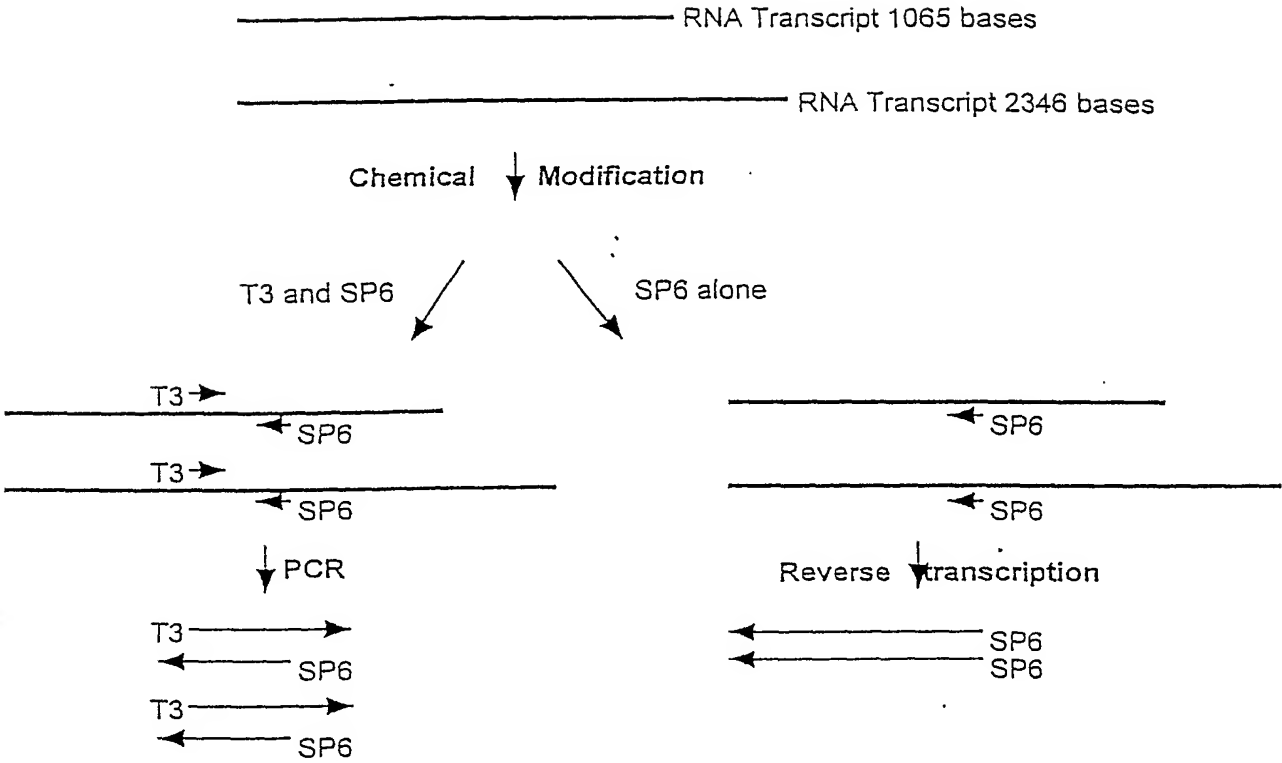 RNA Transcript 1065 bases
RNA Transcript 2346 bases
Chemical Modification
T3 and SP6
SP6 alone
T3
SP6
T3
SP6
SP6
SP6
PCR
Reverse transcription
T3
SP6
T3
SP6
SP6
SP6